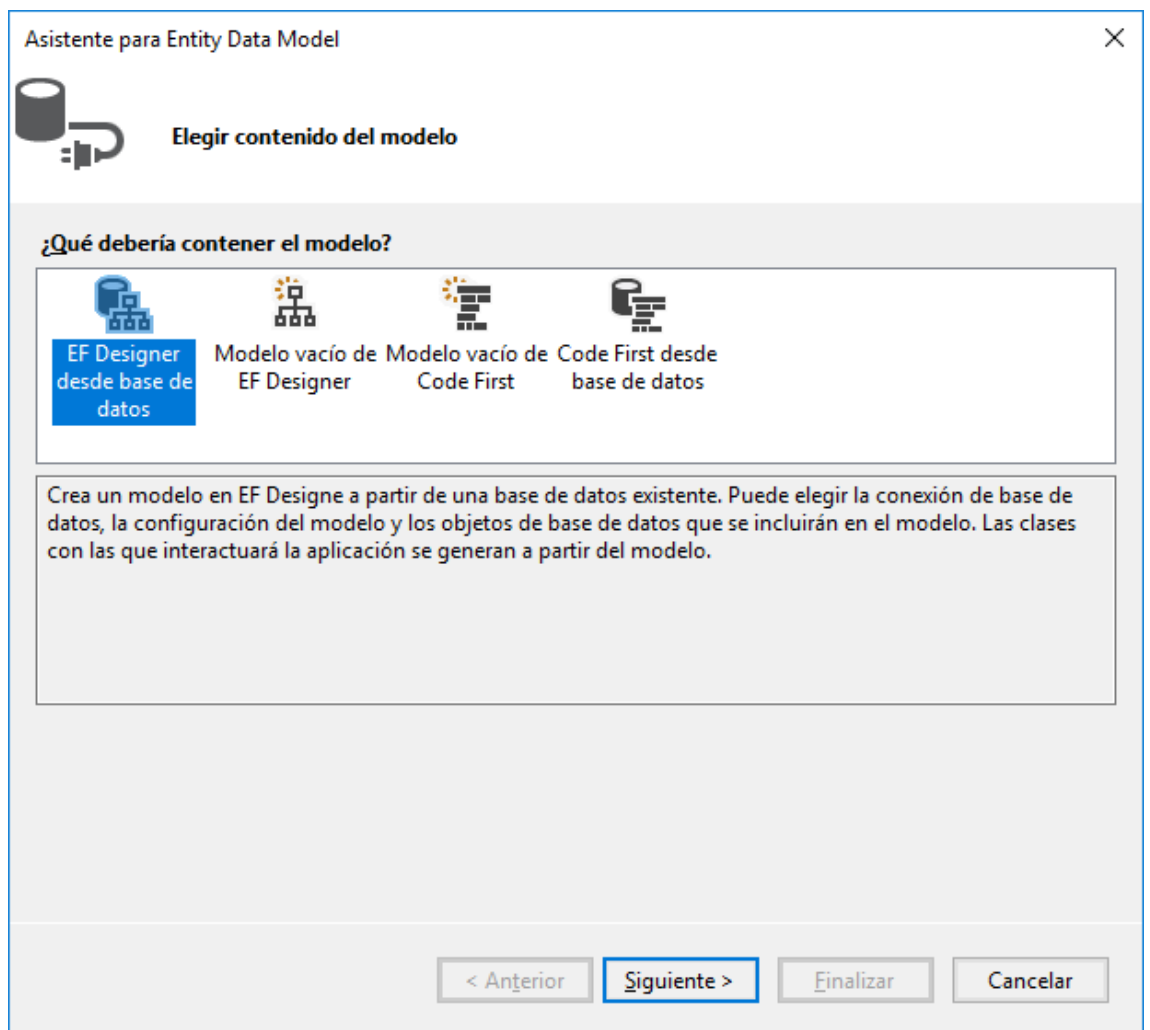 Asistente para Entity Data Model
Elegir contenido del modelo
¿Qué debería contener el modelo?
EF Designer
desde base de
datos
Modelo vacío de
EF Designer
Modelo vacío de
Code First
Code First desde
base de datos
Crea un modelo en EF Designe a partir de una base de datos existente. Puede elegir la conexión de base de
datos, la configuración del modelo y los objetos de base de datos que se incluirán en el modelo. Las clases
con las que interactuará la aplicación se generan a partir del modelo.
< Anterior
Siguiente >
Finalizar
Cancelar